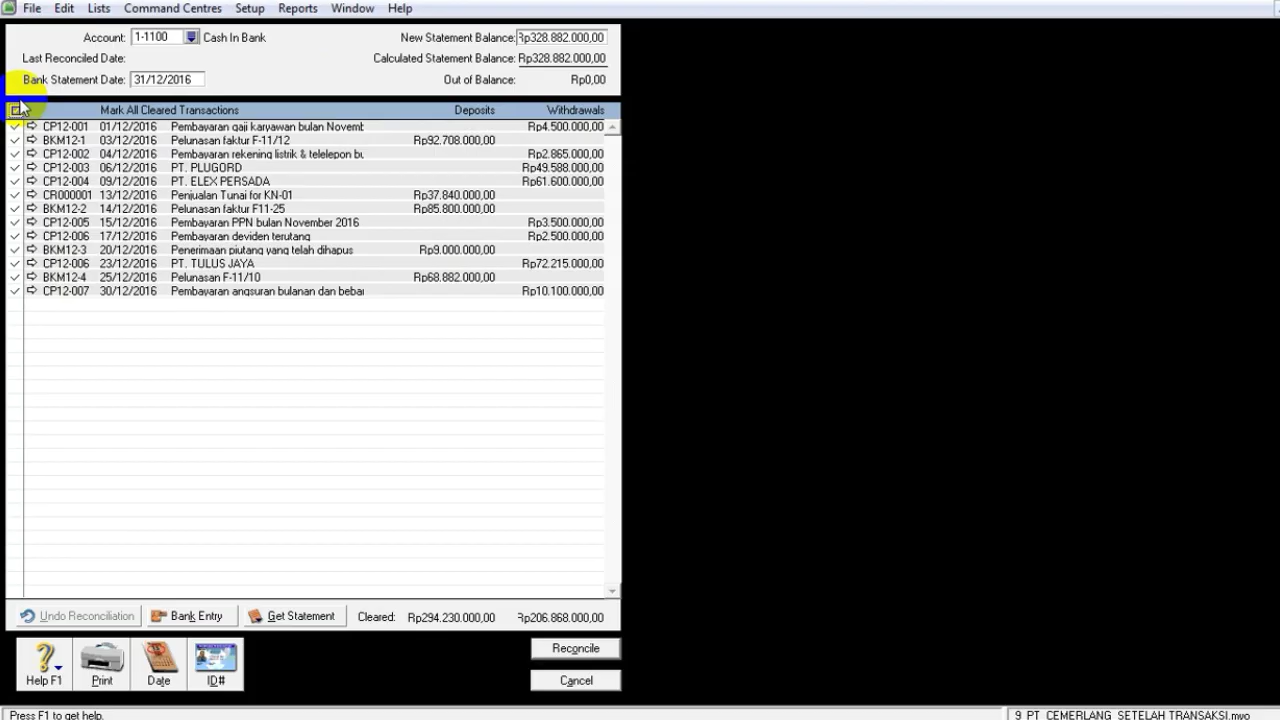 File Edit Lists Command Centres Setup Reports Window Help
Account: 1-1100 Cash In Bank New Statement Balance: Rp328.882.000,00
Last Reconciled Date: Calculated Statement Balance: Rp328.882.000,00
Bank Statement Date: 31/12/2016 Out of Balance: Rp0,00
Mark All Cleared Transactions Deposits Withdrawals
CP12-001 01/12/2016 Pembayaran gaji karyawan bulan Novemb Rp4.500.000,00
BKM12-1 03/12/2016 Pelunasan faktur F-11/12 Rp92.708.000,00
CP12-002 04/12/2016 Pembayaran rekening listrik & telelepon bu Rp2.865.000,00
CP12-003 06/12/2016 PT. PLUGORD Rp49.588.000,00
CP12-004 09/12/2016 PT. ELEX PERSADA Rp61.600.000,00
CR000001 13/12/2016 Penjualan Tunai for KN-01 Rp37.840.000,00
BKM12-2 14/12/2016 Pelunasan faktur F11-25 Rp85.800.000,00
CP12-005 15/12/2016 Pembayaran PPN bulan November 2016 Rp3.500.000,00
CP12-006 17/12/2016 Pembayaran deviden terutang Rp2.500.000,00
BKM12-3 20/12/2016 Penerimaan piutang yang telah dihapus Rp9.000.000,00
CP12-006 23/12/2016 PT. TULUS JAYA Rp72.215.000,00
BKM12-4 25/12/2016 Pelunasan F-11/10 Rp68.882.000,00
CP12-007 30/12/2016 Pembayaran angsuran bulanan dan bebar Rp10.100.000,00
Undo Reconciliation Bank Entry Get Statement Cleared: Rp294.230.000,00 Rp206.868.000,00
Reconcile
Help F1 Print Date ID# Cancel
Press F1 to get help. 9_PT_CEMERLANG_SETELAH TRANSAKSI.myo